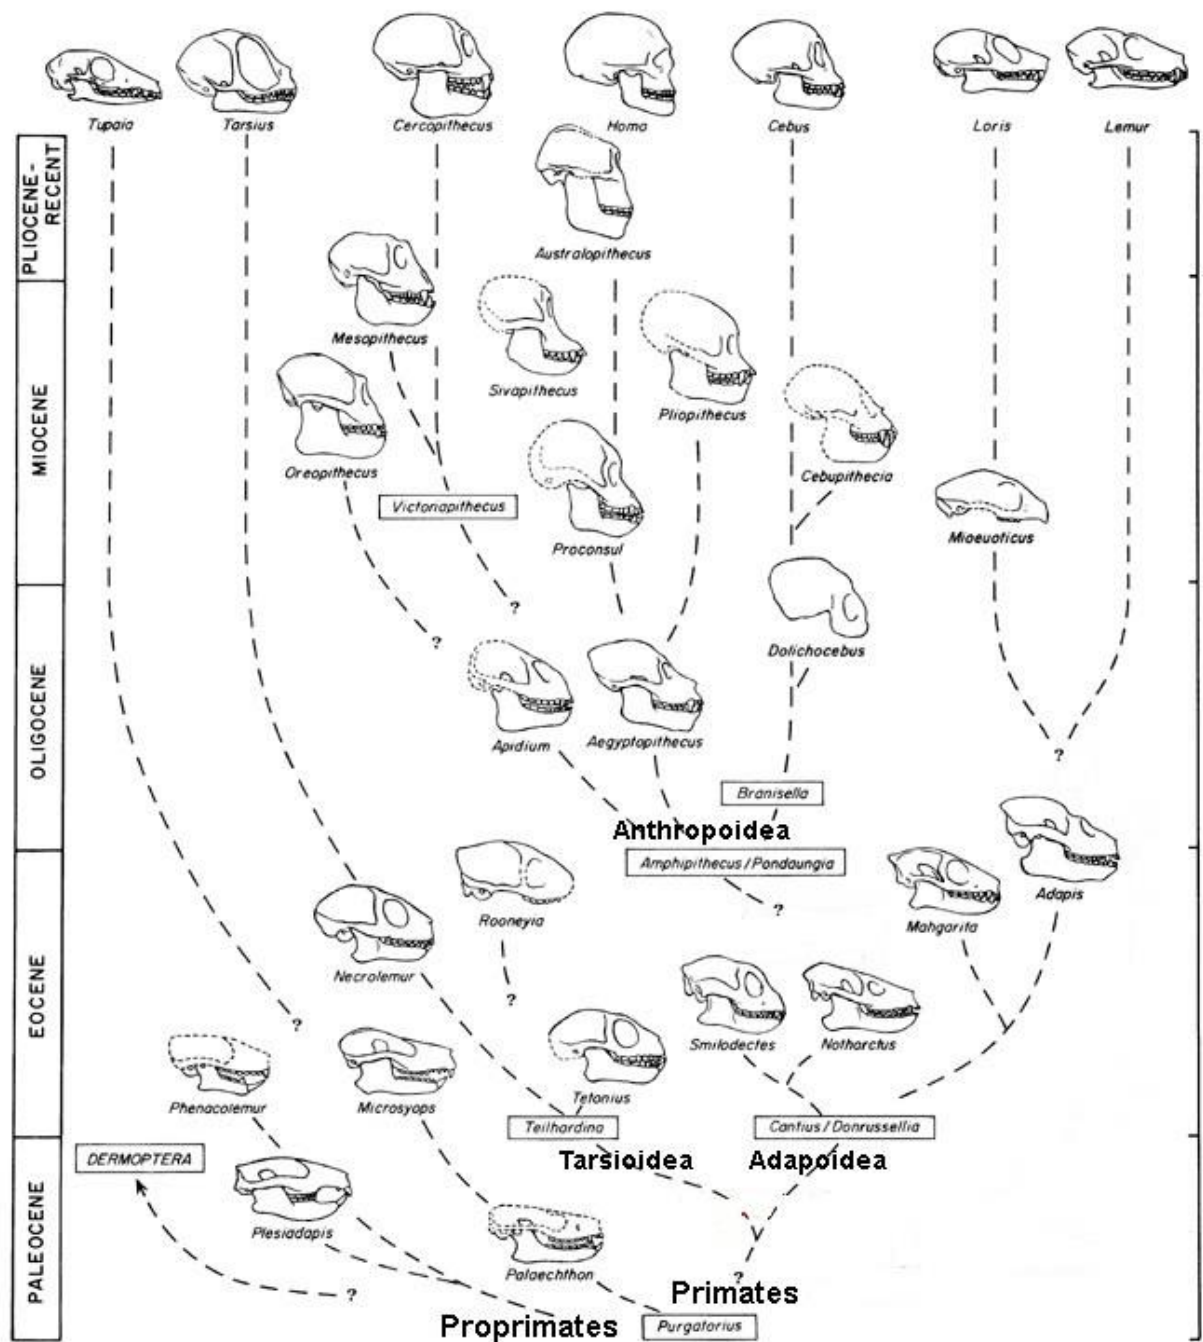 Tupaia
Tarsius
Cercopithecus
Homo
Cebus
Loris
Lemur
PLIOCENE-
RECENT
Australopithecus
Mesopithecus
Sivapithecus
Pliopithecus
MIOCENE
Oreopithecus
Cebupithecia
Victoriapithecus
Proconsul
Mioeuoticus
?
?
Dolichocebus
OLIGOCENE
Apidium
Aegyptopithecus
?
Branisella
Anthropoidea
Amphipithecus / Pondaungia
Rooneyia
Mahgarita
Adapis
?
Necrolemur
?
EOCENE
?
Smilodectes
Notharctus
Phenacolemur
Microsyops
Tetonius
Teilhardina
Cantius / Donrussellia
DERMOPTERA
Tarsioidea
Adapoidea
PALEOCENE
Plesiadapis
Palaechthon
?
?
Primates
Proprimates
Purgatorius